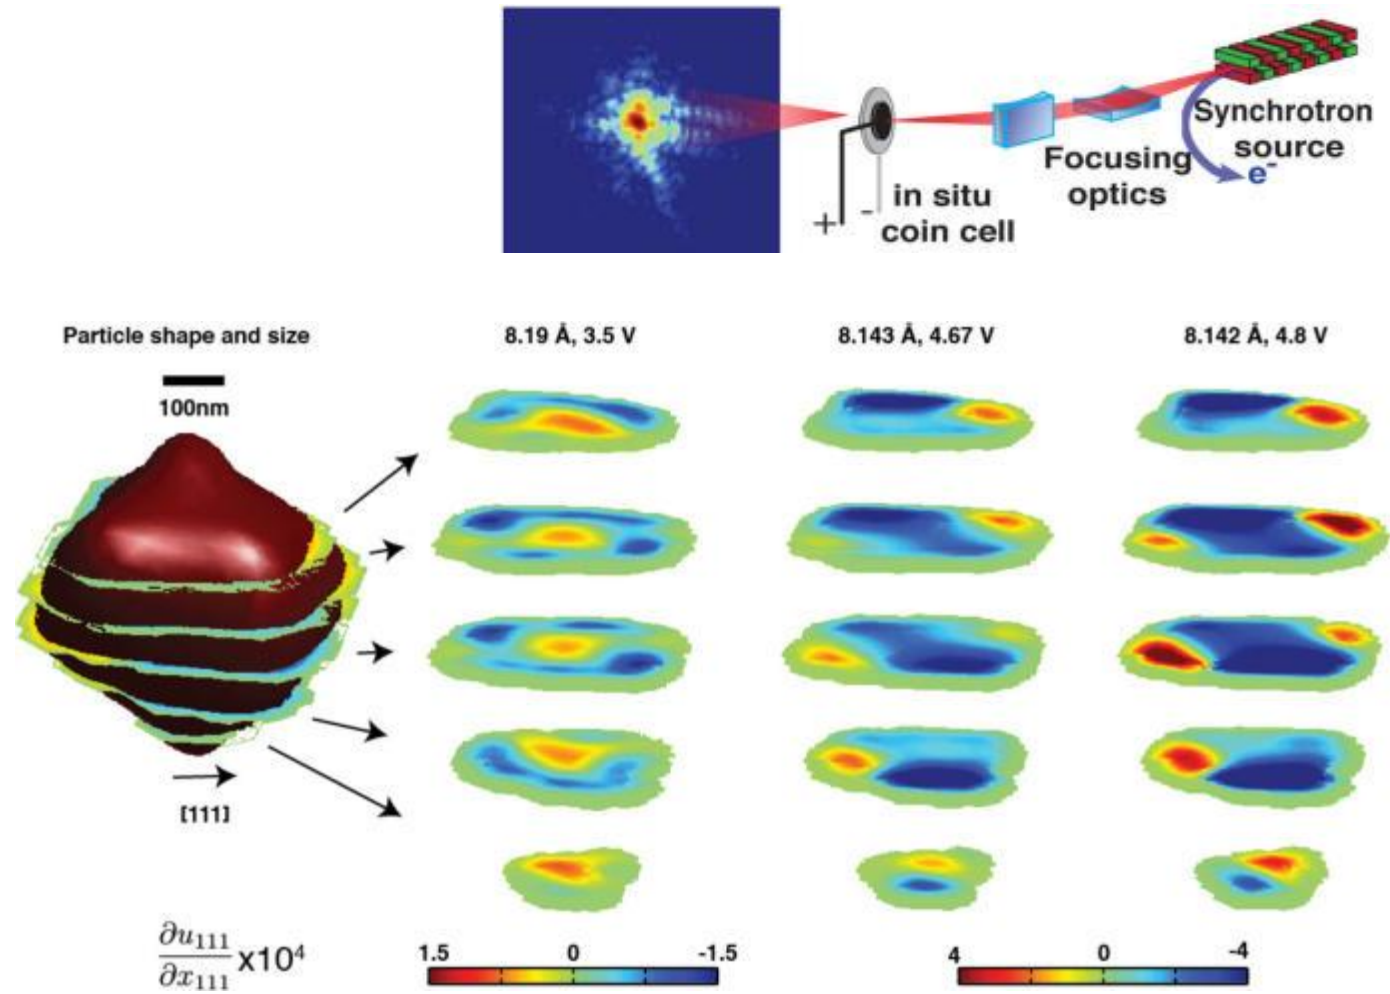 Synchrotron
source
e-
Focusing
optics
in situ
coin cell
+
-
Particle shape and size
8.19 Å, 3.5 V
8.143 Å, 4.67 V
8.142 Å, 4.8 V
100nm
[111]
∂u₁₁₁
∂x₁₁₁
x10⁴
1.5 0 -1.5
4 0 -4